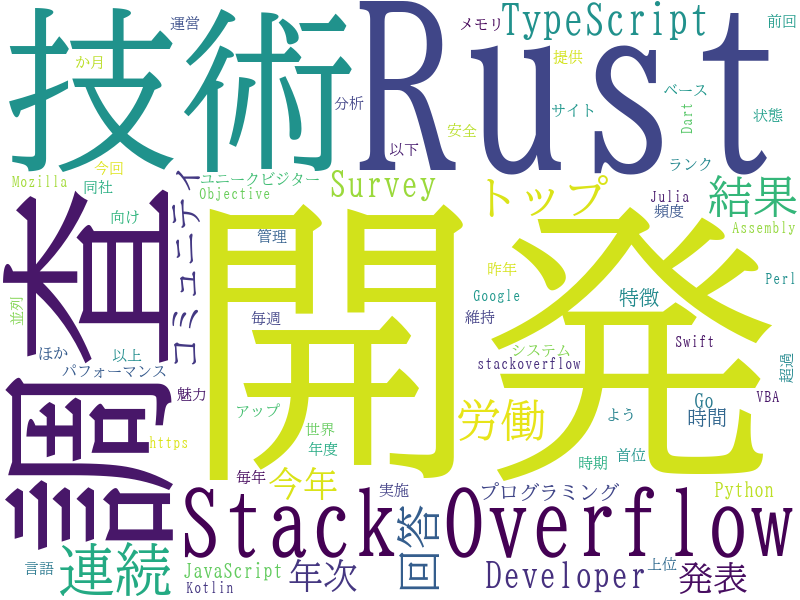 運営
メモリ
TypeScript
前回
技術
Rust
か月
提供
分析
サイト
ベース
Dart
状態
以下
安全
ランク
今回
Mozilla
同社
ユニークビジター
Objective
Survey
トップ
結果
Julia
頻度
Assembly
向け
コミュニティ
調査
開発
管理
昨年
Google
特徴
Perl
並列
毎週
維持
Swift
ほか
以上
パフォーマンス
システム
stackoverflow
超過
魅力
アップ
労働
Go
時間
VBA
よう
https
世界
年度
首位
時期
毎年
今年
実施
プログラミング
Python
Stack
Overflow
回答
言語
連続
JavaScript
Kotlin
年次
Developer
上位
発表